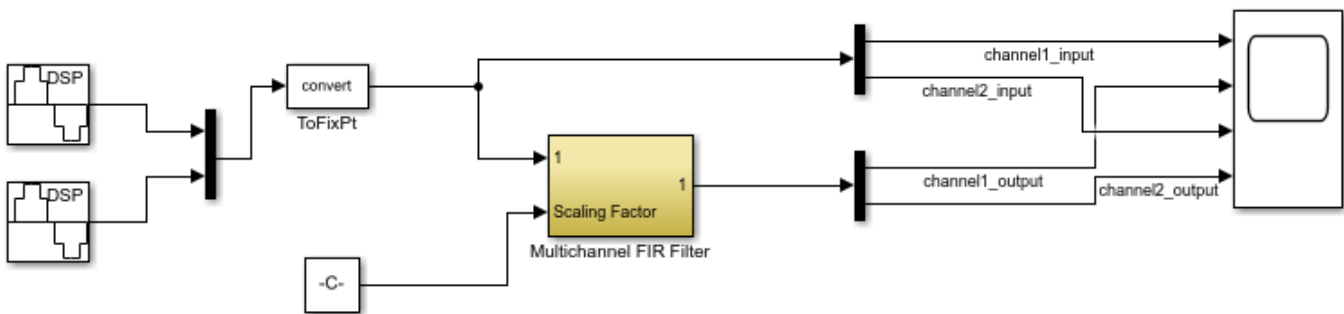 DSP
convert
ToFixPt
DSP
1
1
Scaling Factor
Multichannel FIR Filter
-C-
channel1_input
channel2_input
channel1_output
channel2_output